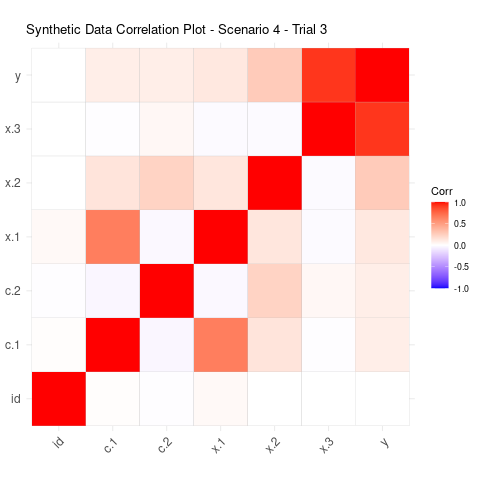 Synthetic Data Correlation Plot - Scenario 4 - Trial 3
y
x.3
x.2
x.1
c.2
c.1
id
id
c.1
c.2
x.1
x.2
x.3
y
Corr
1.0
0.5
0.0
-0.5
-1.0